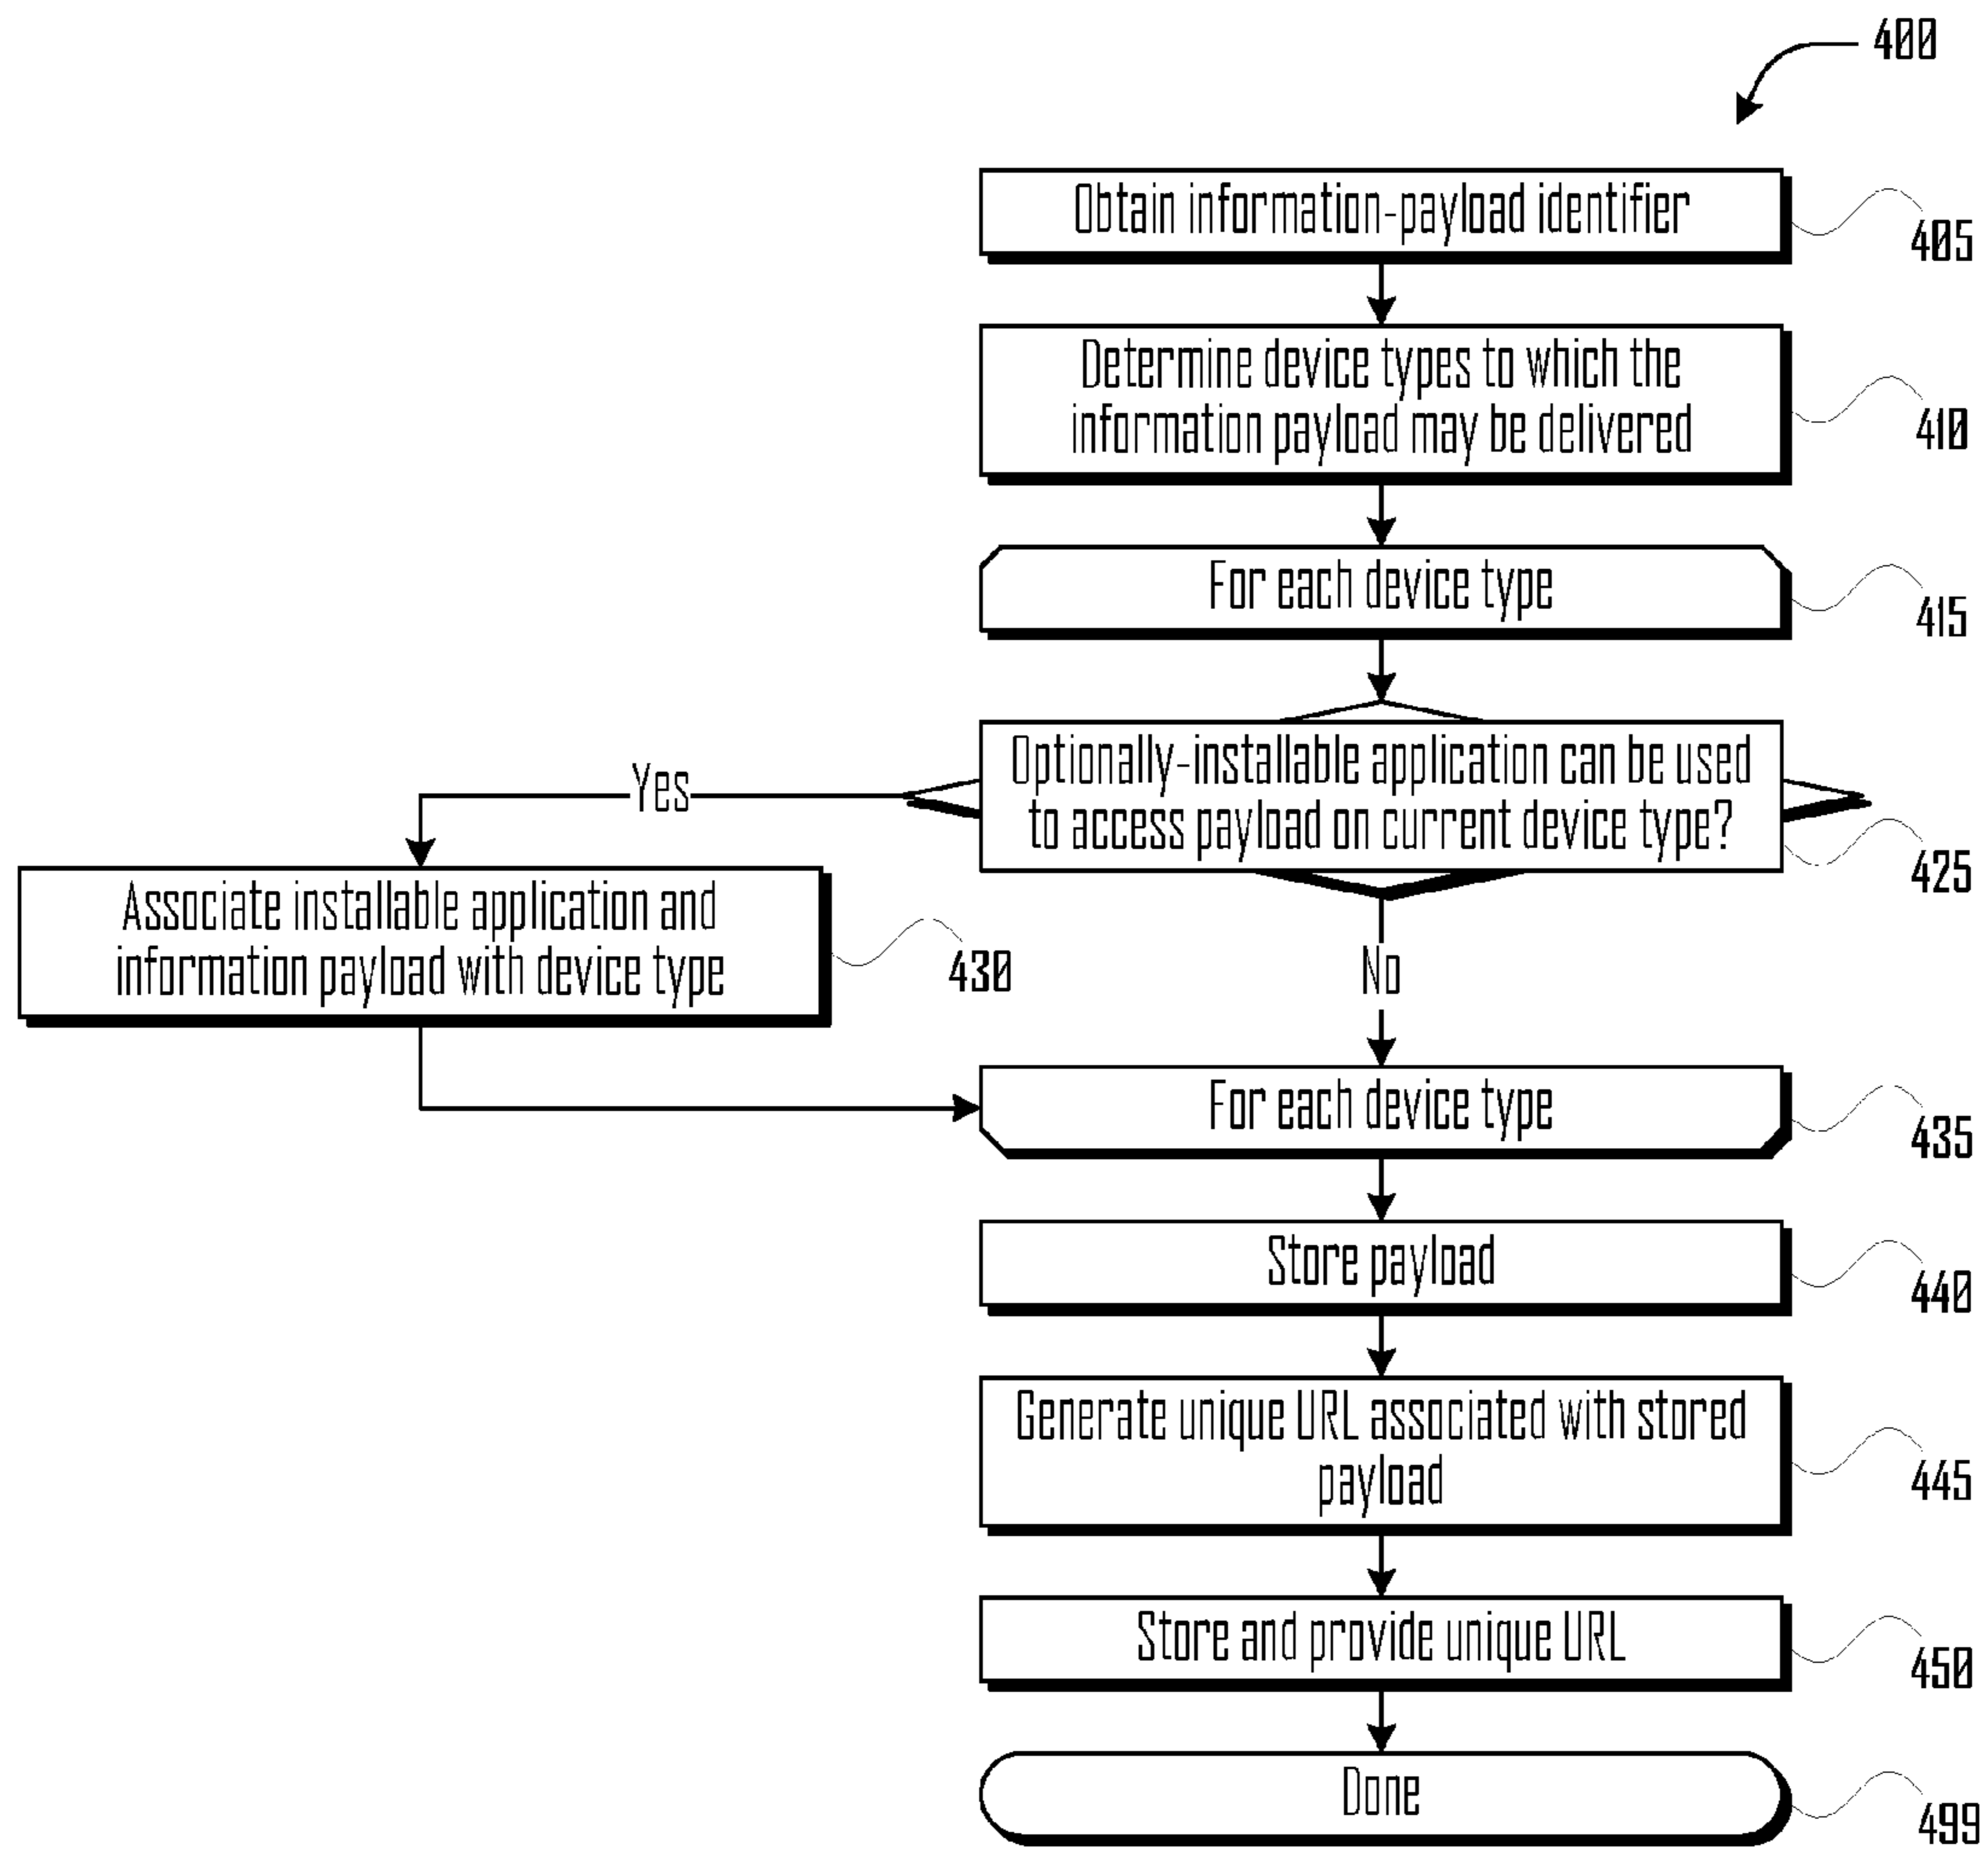 400
Obtain information-payload identifier
405
Determine device types to which the
information payload may be delivered
410
For each device type
415
Optionally-installable application can be used
to access payload on current device type?
425
Yes
Associate installable application and
information payload with device type
430
No
For each device type
435
Store payload
440
Generate unique URL associated with stored
payload
445
Store and provide unique URL
450
Done
499